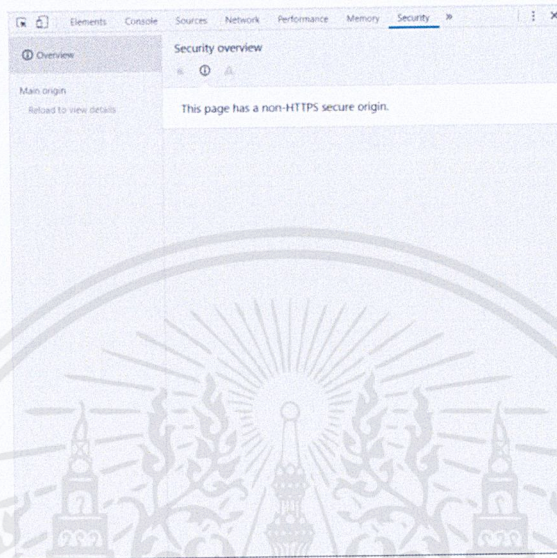 Elements Console Sources Network Performance Memory Security »
Overview
Security overview
Main origin
Reload to view details
This page has a non-HTTPS secure origin.